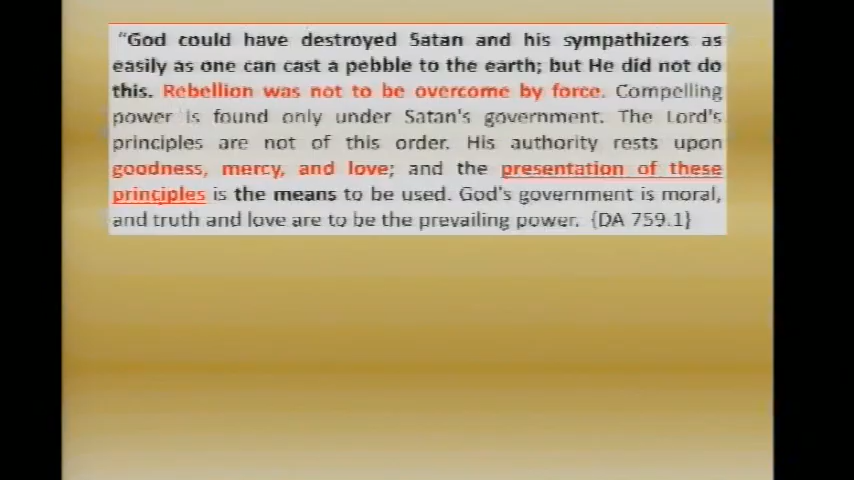 “God could have destroyed Satan and his sympathizers as
easily as one can cast a pebble to the earth; but He did not do
this. Rebellion was not to be overcome by force. Compelling
power is found only under Satan's government. The Lord's
principles are not of this order. His authority rests upon
goodness, mercy, and love; and the presentation of these
principles is the means to be used. God's government is moral,
and truth and love are to be the prevailing power. {DA 759.1}